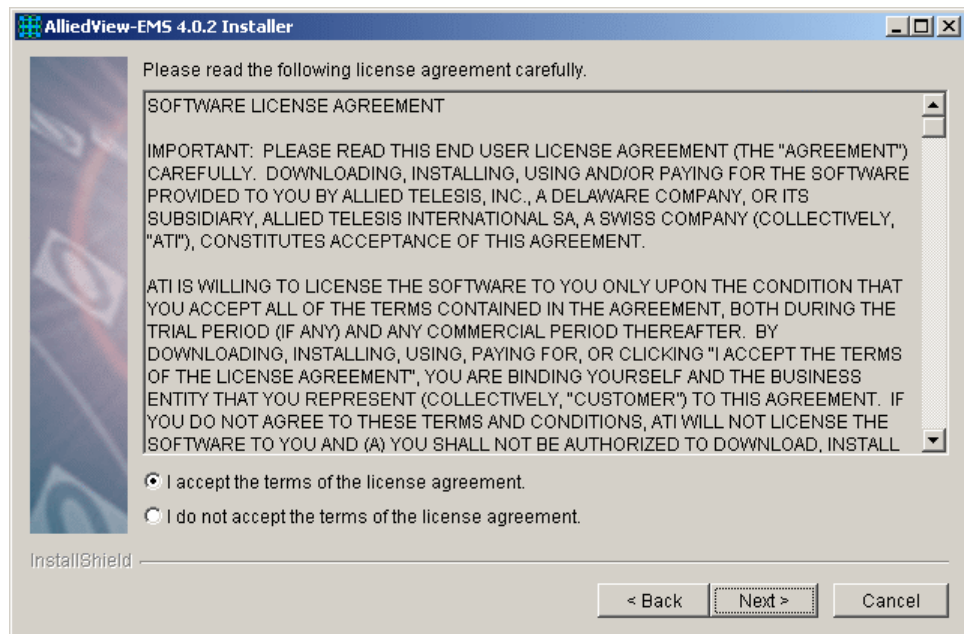 AlliedView-EMS 4.0.2 Installer
Please read the following license agreement carefully.
SOFTWARE LICENSE AGREEMENT
IMPORTANT:  PLEASE READ THIS END USER LICENSE AGREEMENT (THE "AGREEMENT")
CAREFULLY.  DOWNLOADING, INSTALLING, USING AND/OR PAYING FOR THE SOFTWARE
PROVIDED TO YOU BY ALLIED TELESIS, INC., A DELAWARE COMPANY, OR ITS
SUBSIDIARY, ALLIED TELESIS INTERNATIONAL SA, A SWISS COMPANY (COLLECTIVELY,
"ATI"), CONSTITUTES ACCEPTANCE OF THIS AGREEMENT.
ATI IS WILLING TO LICENSE THE SOFTWARE TO YOU ONLY UPON THE CONDITION THAT
YOU ACCEPT ALL OF THE TERMS CONTAINED IN THE AGREEMENT, BOTH DURING THE
TRIAL PERIOD (IF ANY) AND ANY COMMERCIAL PERIOD THEREAFTER.  BY
DOWNLOADING, INSTALLING, USING, PAYING FOR, OR CLICKING "I ACCEPT THE TERMS
OF THE LICENSE AGREEMENT", YOU ARE BINDING YOURSELF AND THE BUSINESS
ENTITY THAT YOU REPRESENT (COLLECTIVELY, "CUSTOMER") TO THIS AGREEMENT.  IF
YOU DO NOT AGREE TO THESE TERMS AND CONDITIONS, ATI WILL NOT LICENSE THE
SOFTWARE TO YOU AND (A) YOU SHALL NOT BE AUTHORIZED TO DOWNLOAD, INSTALL
I accept the terms of the license agreement.
I do not accept the terms of the license agreement.
InstallShield
< Back
Next >
Cancel